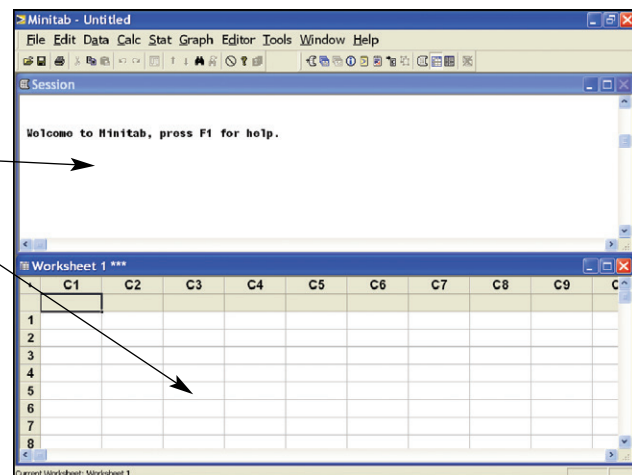 Minitab - Untitled
File Edit Data Calc Stat Graph Editor Tools Window Help
Session
Welcome to Minitab, press F1 for help.
Worksheet 1 ***
C1 C2 C3 C4 C5 C6 C7 C8 C9 C
1
2
3
4
5
6
7
8
Current Worksheet: Worksheet 1